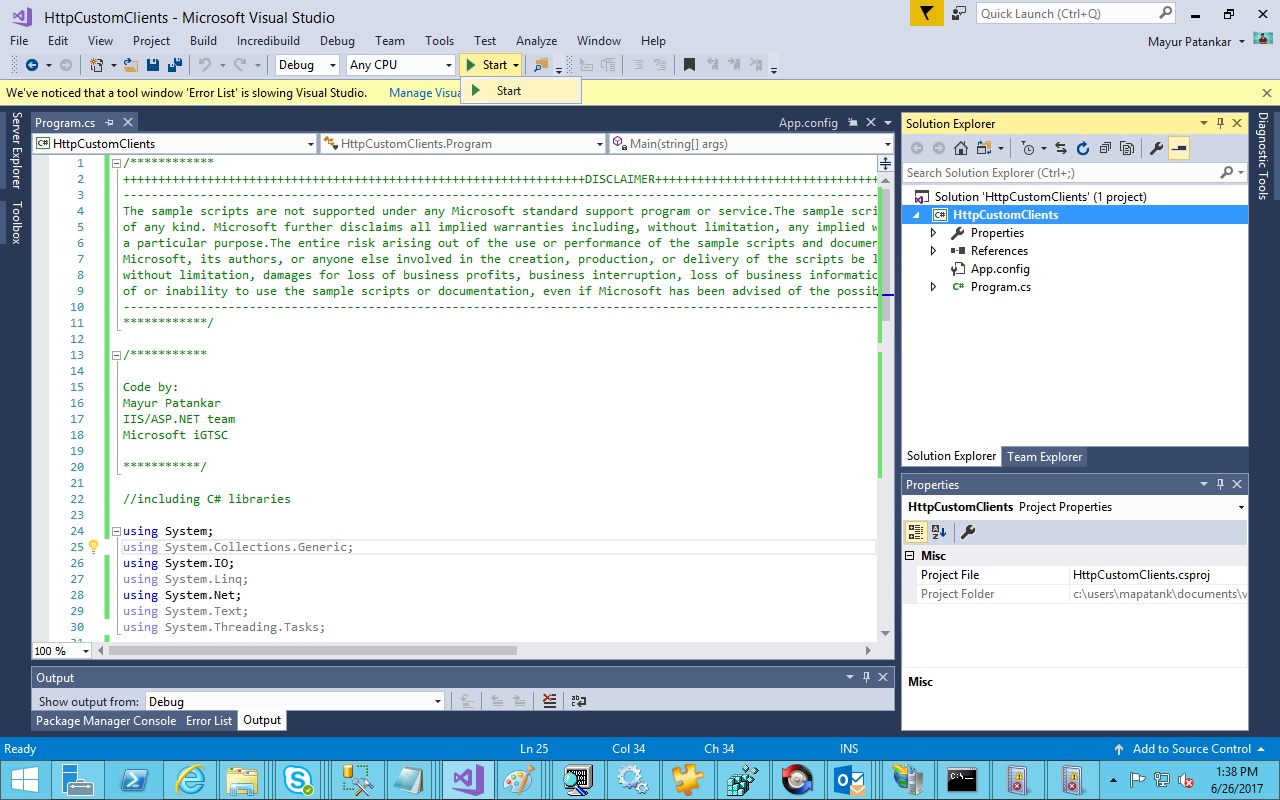 HttpCustomClients - Microsoft Visual Studio
Quick Launch (Ctrl+Q)
File Edit View Project Build Incredibuild Debug Team Tools Test Analyze Window Help
Mayur Patankar
Debug Any CPU Start
Start
We've noticed that a tool window 'Error List' is slowing Visual Studio. Manage Visua
Server Explorer
Toolbox
Program.cs
App.config
C# HttpCustomClients
HttpCustomClients.Program
Main(string[] args)
1 /************
2 +++++++++++++++++++++++++++++++++++++++++++++++++++++++++++++++++DISCLAIMER+++++++++++++++++++++++++++++++
3 ----------------------------------------------------------------------------------------------------------
4 The sample scripts are not supported under any Microsoft standard support program or service.The sample scri
5 of any kind. Microsoft further disclaims all implied warranties including, without limitation, any implied w
6 a particular purpose.The entire risk arising out of the use or performance of the sample scripts and documen
7 Microsoft, its authors, or anyone else involved in the creation, production, or delivery of the scripts be l
8 without limitation, damages for loss of business profits, business interruption, loss of business informatic
9 of or inability to use the sample scripts or documentation, even if Microsoft has been advised of the possib
10 ----------------------------------------------------------------------------------------------------------
11 ************/
12
13 /***********
14
15 Code by:
16 Mayur Patankar
17 IIS/ASP.NET team
18 Microsoft iGTSC
19
20 ***********/
21
22 //including C# libraries
23
24 using System;
25 using System.Collections.Generic;
26 using System.IO;
27 using System.Linq;
28 using System.Net;
29 using System.Text;
30 using System.Threading.Tasks;
31
100 %
Output
Show output from: Debug
Package Manager Console Error List Output
Solution Explorer
Search Solution Explorer (Ctrl+;)
Solution 'HttpCustomClients' (1 project)
C# HttpCustomClients
Properties
References
App.config
C# Program.cs
Solution Explorer Team Explorer
Properties
HttpCustomClients Project Properties
Misc
Project File HttpCustomClients.csproj
Project Folder c:\users\mapatank\documents\v
Misc
Diagnostic Tools
Ready Ln 25 Col 34 Ch 34 INS Add to Source Control
1:38 PM
6/26/2017